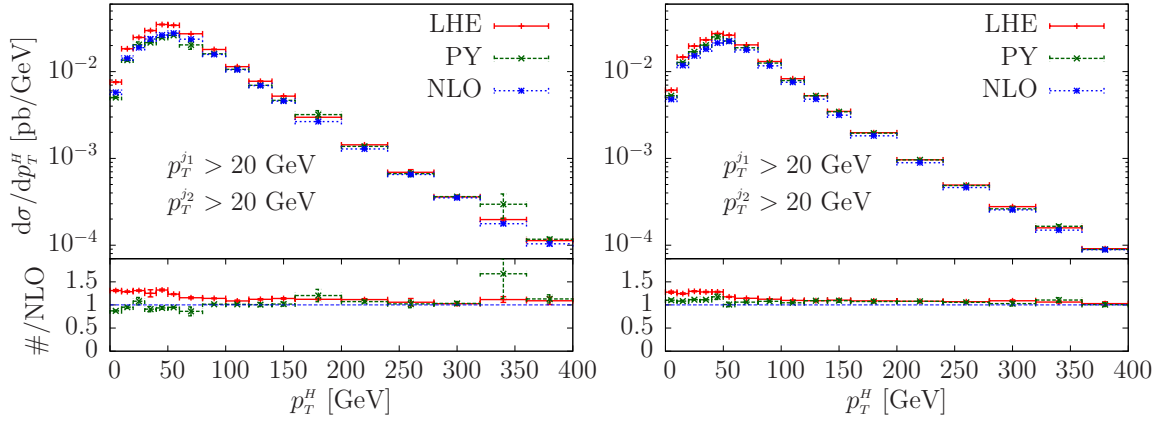 LHE
PY
NLO
dσ/dp_T^H [pb/GeV]
10^−2
10^−3
10^−4
p_T^{j_1} > 20 GeV
p_T^{j_2} > 20 GeV
#/NLO
1.5
1
0.5
0
0 50 100 150 200 250 300 350 400
p_T^H [GeV]
LHE
PY
NLO
10^−2
10^−3
10^−4
p_T^{j_1} > 20 GeV
p_T^{j_2} > 20 GeV
1.5
1
0.5
0
0 50 100 150 200 250 300 350 400
p_T^H [GeV]